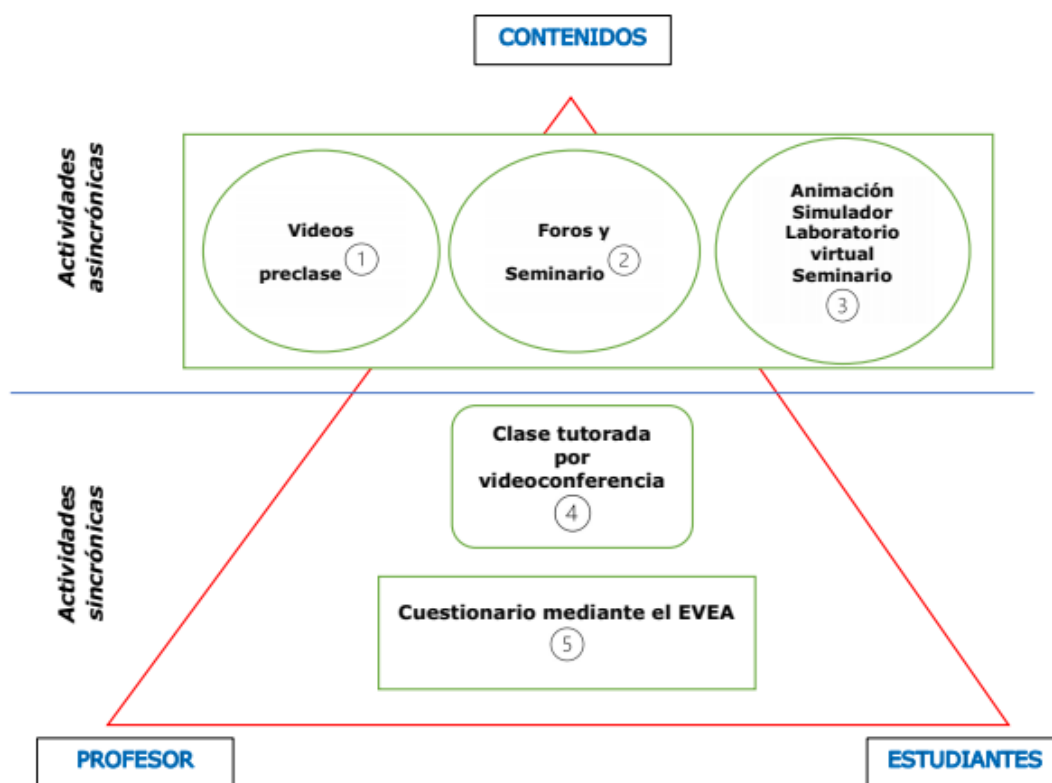 CONTENIDOS
Actividades
asincrónicas
Videos
preclase 1
Foros y
Seminario 2
Animación
Simulador
Laboratorio
virtual
Seminario
3
Actividades
sincrónicas
Clase tutorada
por
videoconferencia
4
Cuestionario mediante el EVEA
5
PROFESOR
ESTUDIANTES